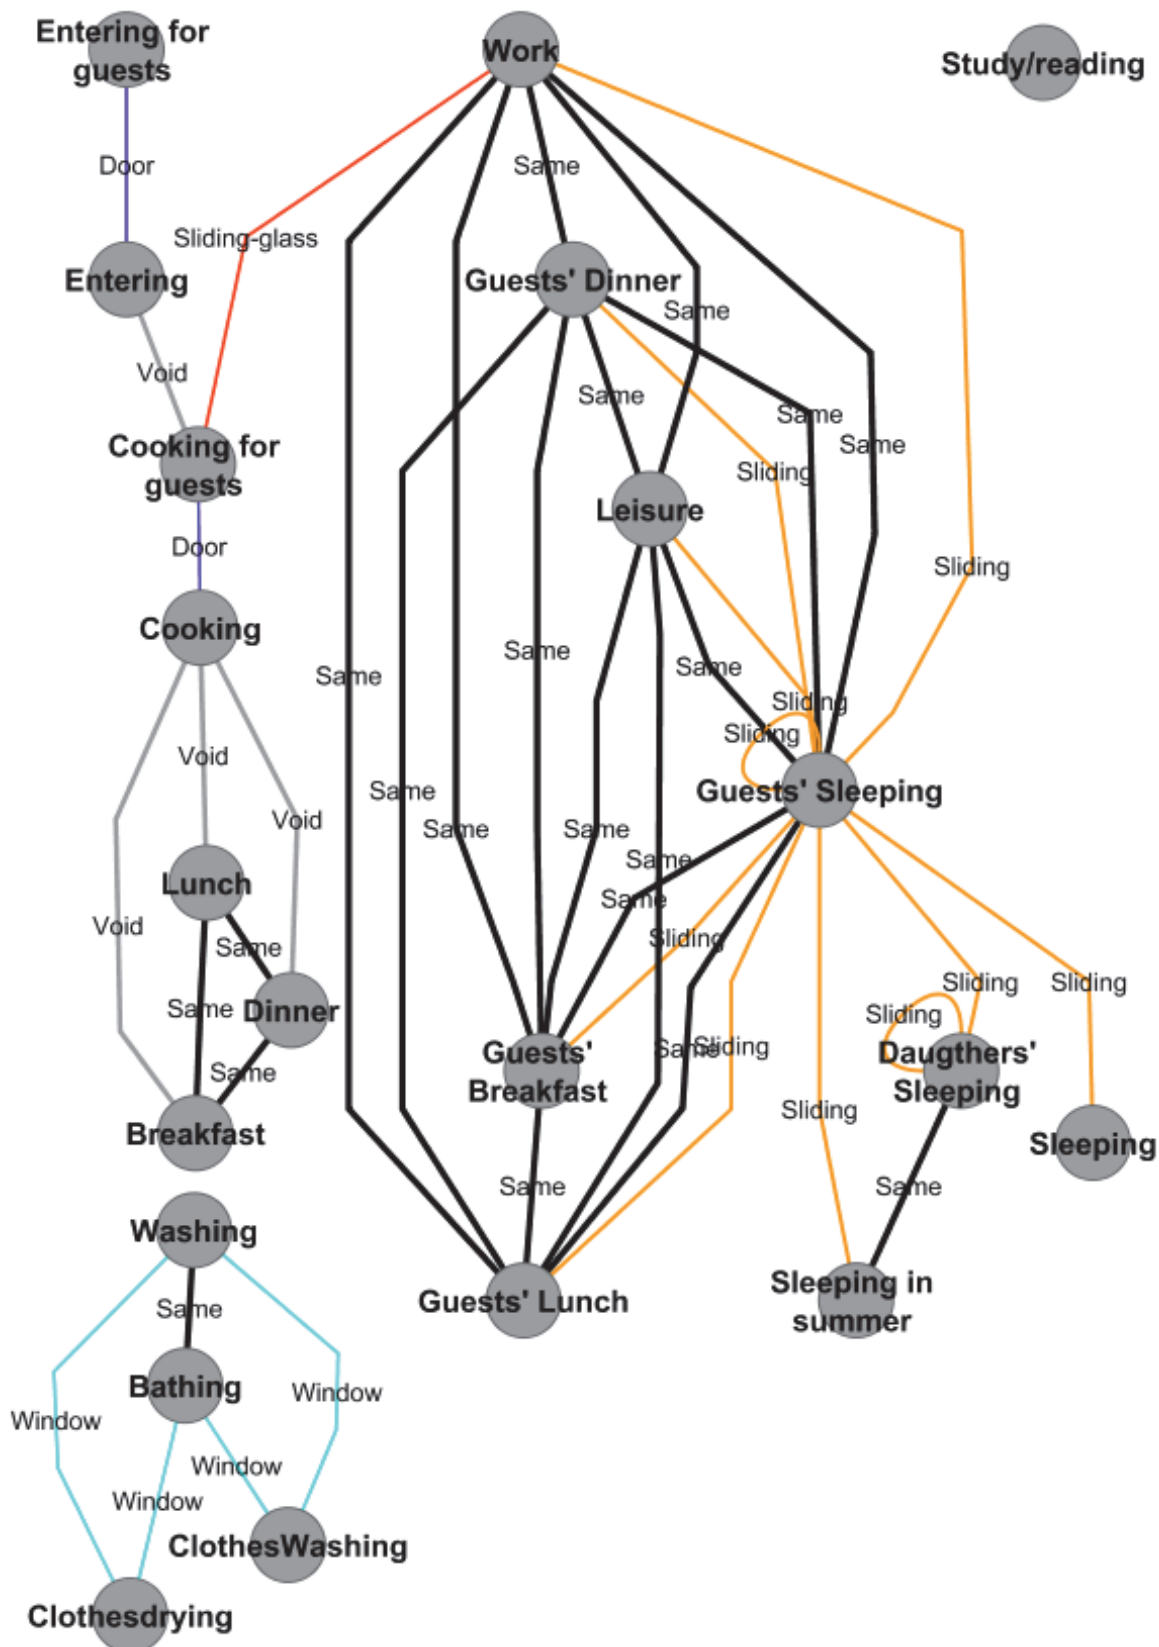 Entering for
guests
Work
Study/reading
Door
Same
Sliding-glass
Entering
Guests' Dinner
Same
Void
Same
Same
Same
Cooking for
guests
Sliding
Leisure
Door
Sliding
Cooking
Same
Same
Same
Sliding
Sliding
Void
Guests' Sleeping
Same
Void
Same
Same
Same
Lunch
Same
Void
Same
Sliding
Sliding
Sliding
Same
Dinner
Sliding
Same
Sliding
Guests'
Breakfast
Daugthers'
Sleeping
Same
Sliding
Breakfast
Sleeping
Same
Same
Washing
Sleeping in
summer
Guests' Lunch
Same
Bathing
Window
Window
Window
Window
ClothesWashing
Clothesdrying